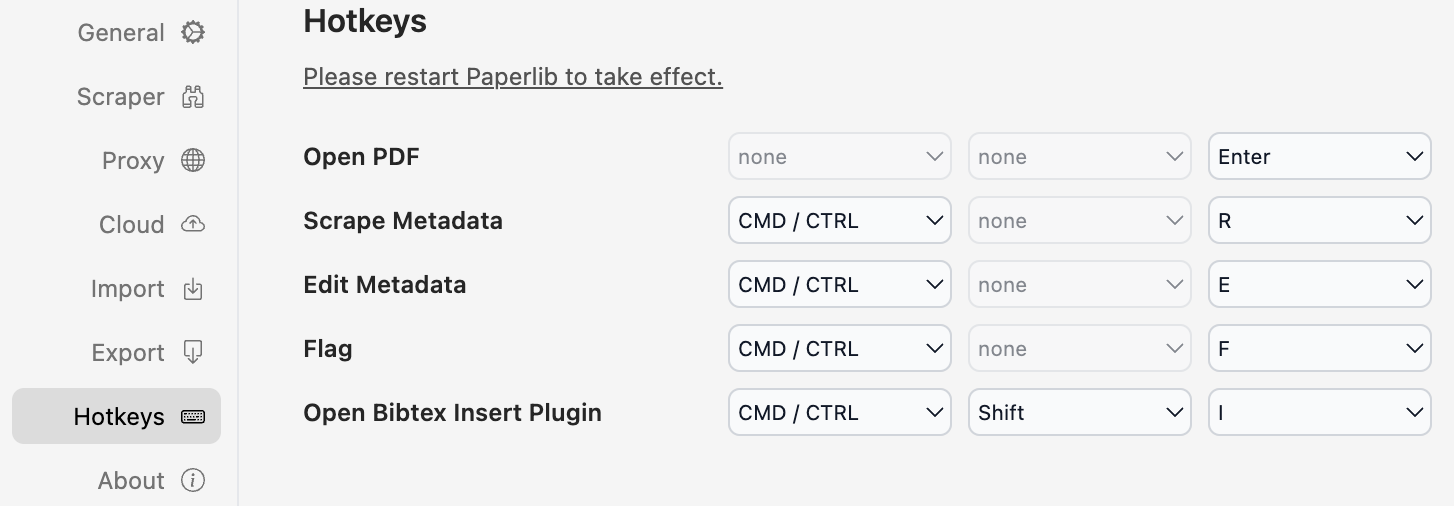 General
Scraper
Proxy
Cloud
Import
Export
Hotkeys
About
Hotkeys
Please restart Paperlib to take effect.
Open PDF none none Enter
Scrape Metadata CMD / CTRL none R
Edit Metadata CMD / CTRL none E
Flag CMD / CTRL none F
Open Bibtex Insert Plugin CMD / CTRL Shift I